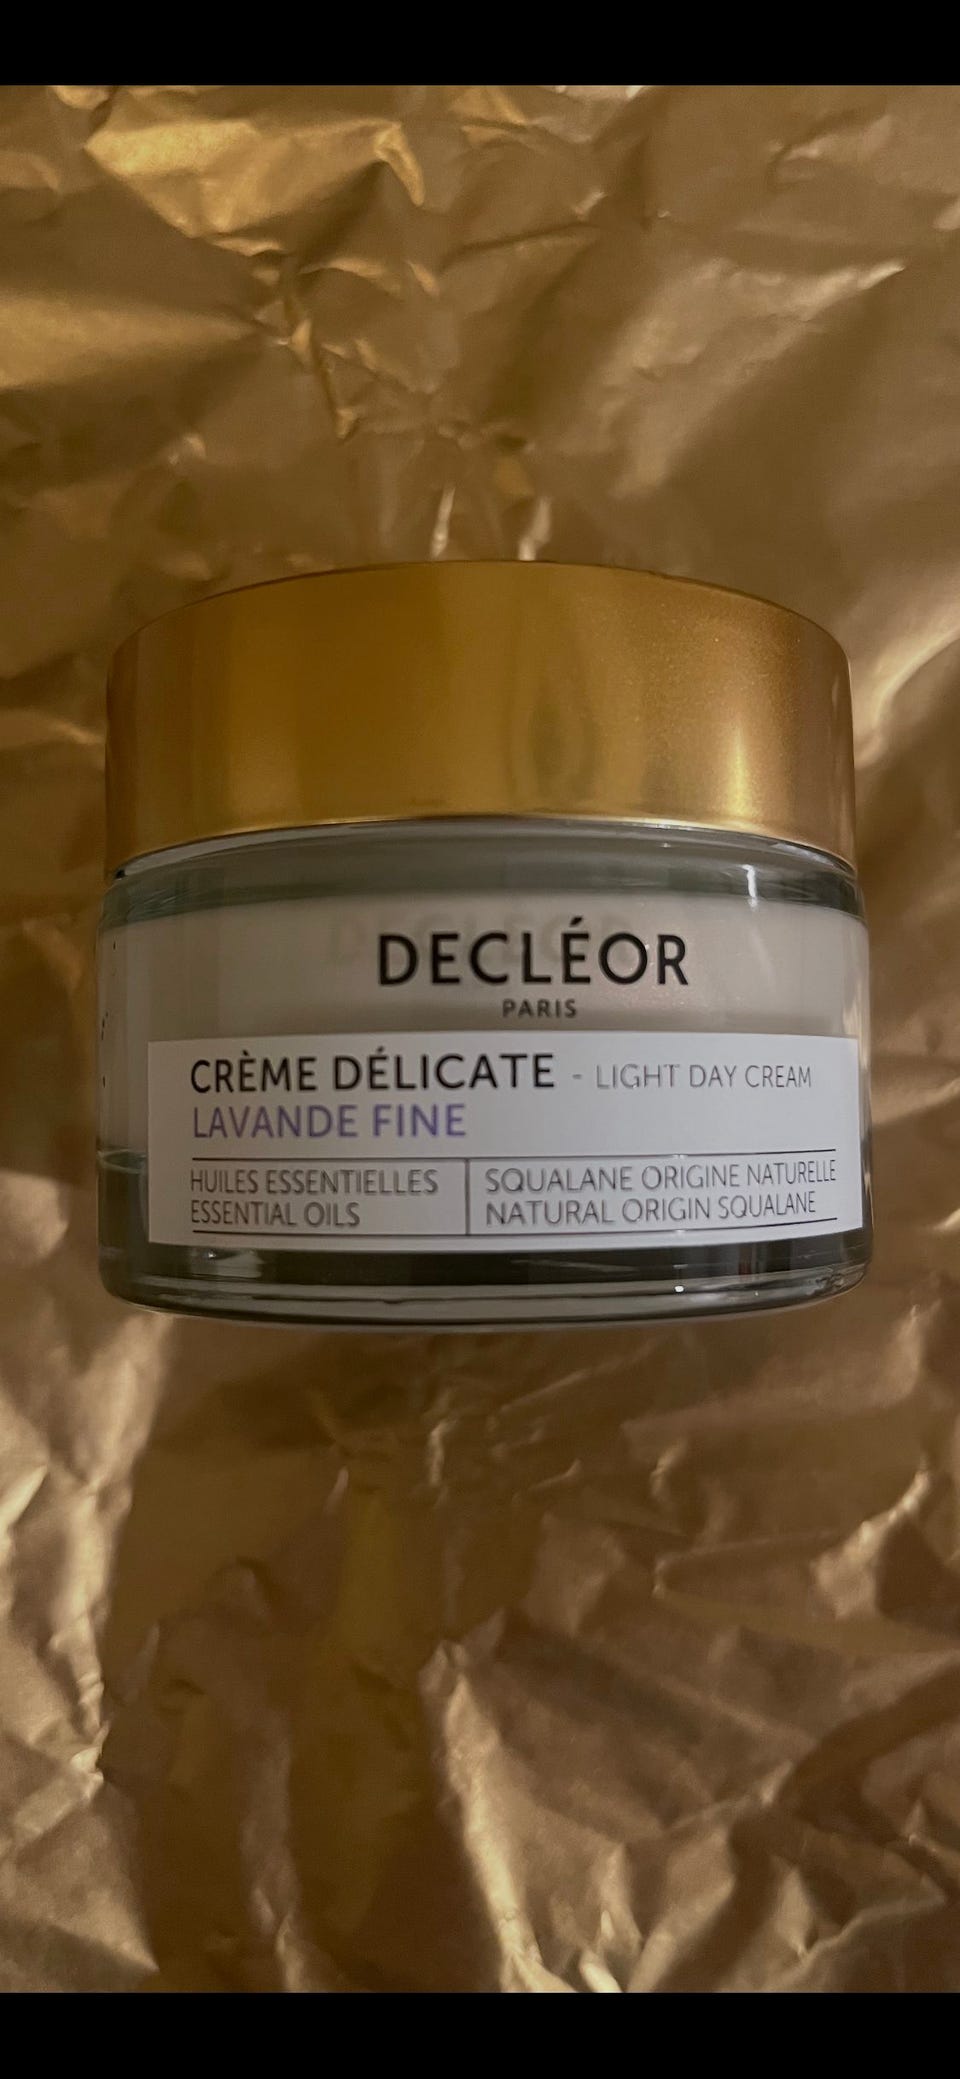 DECLÉOR
PARIS
CRÈME DÉLICATE - LIGHT DAY CREAM
LAVANDE FINE
HUILES ESSENTIELLES
ESSENTIAL OILS
SQUALANE ORIGINE NATURELLE
NATURAL ORIGIN SQUALANE